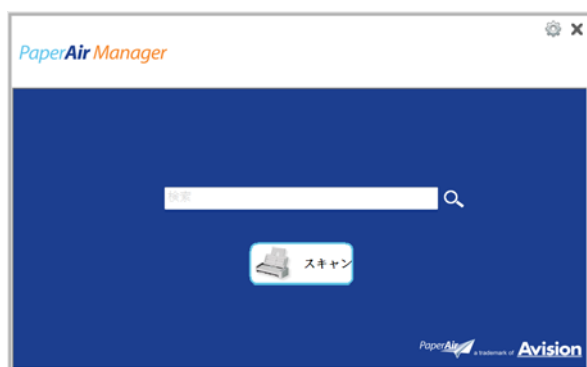 PaperAir Manager
検索
スキャン
PaperAir a trademark of Avision